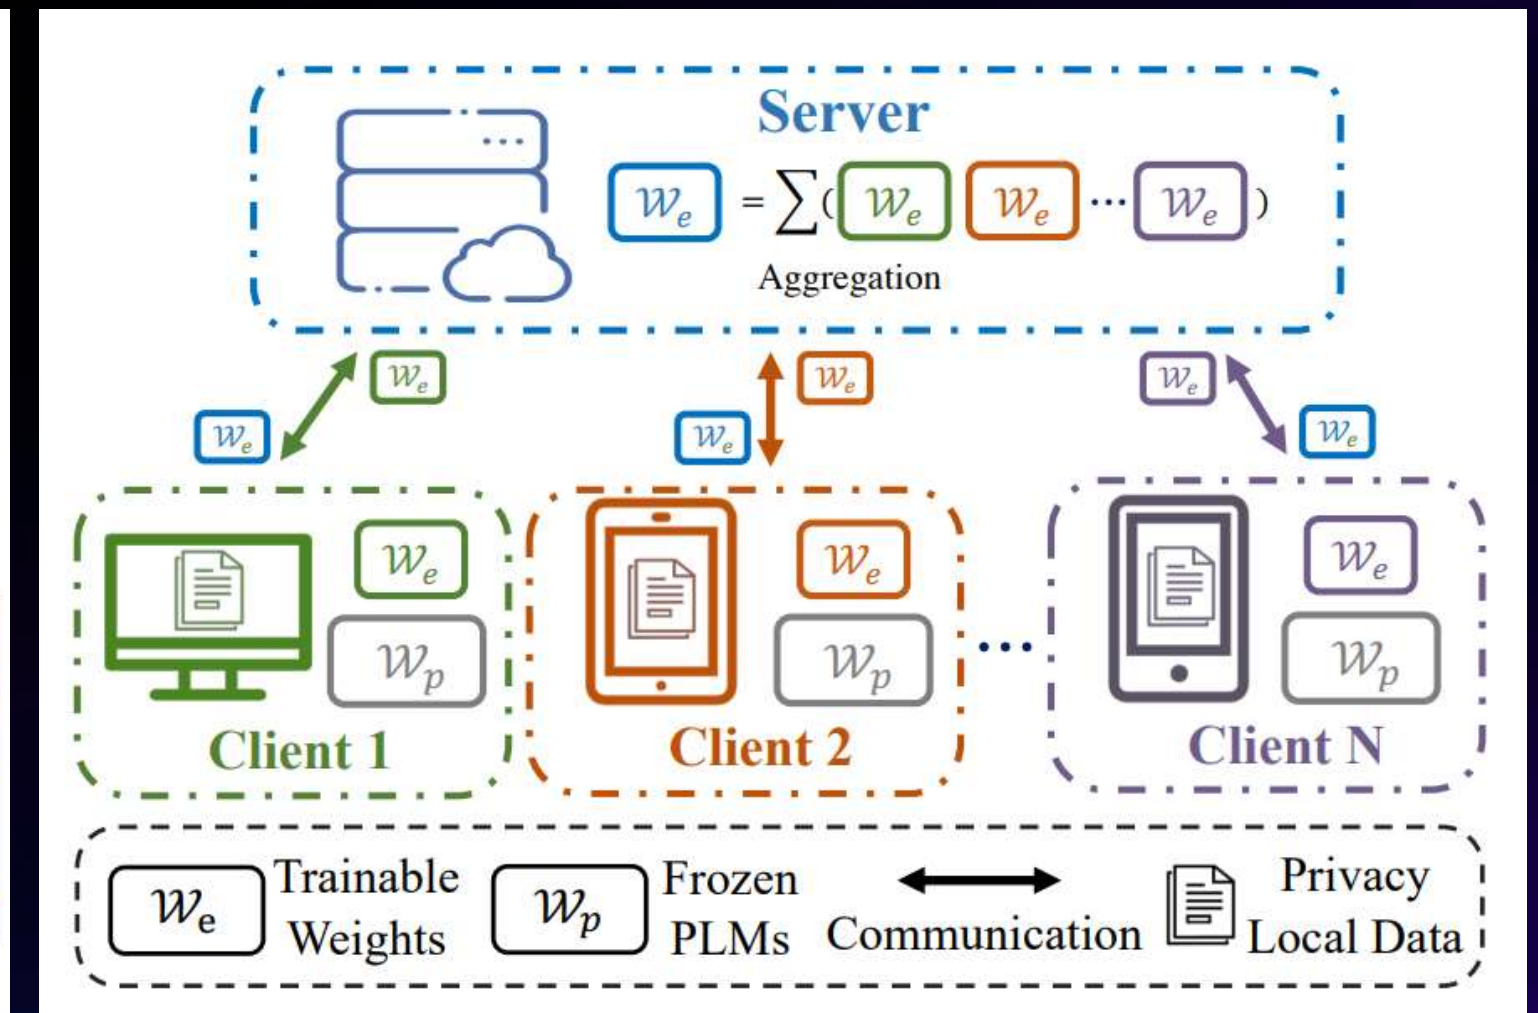 Server
𝒲e = ∑( 𝒲e 𝒲e ... 𝒲e )
Aggregation
𝒲e 𝒲e 𝒲e
𝒲e 𝒲e 𝒲e
𝒲e 𝒲e 𝒲e
𝒲p 𝒲p ... 𝒲p
Client 1 Client 2 Client N
𝒲e Trainable Weights
𝒲p Frozen PLMs
Communication
Privacy Local Data